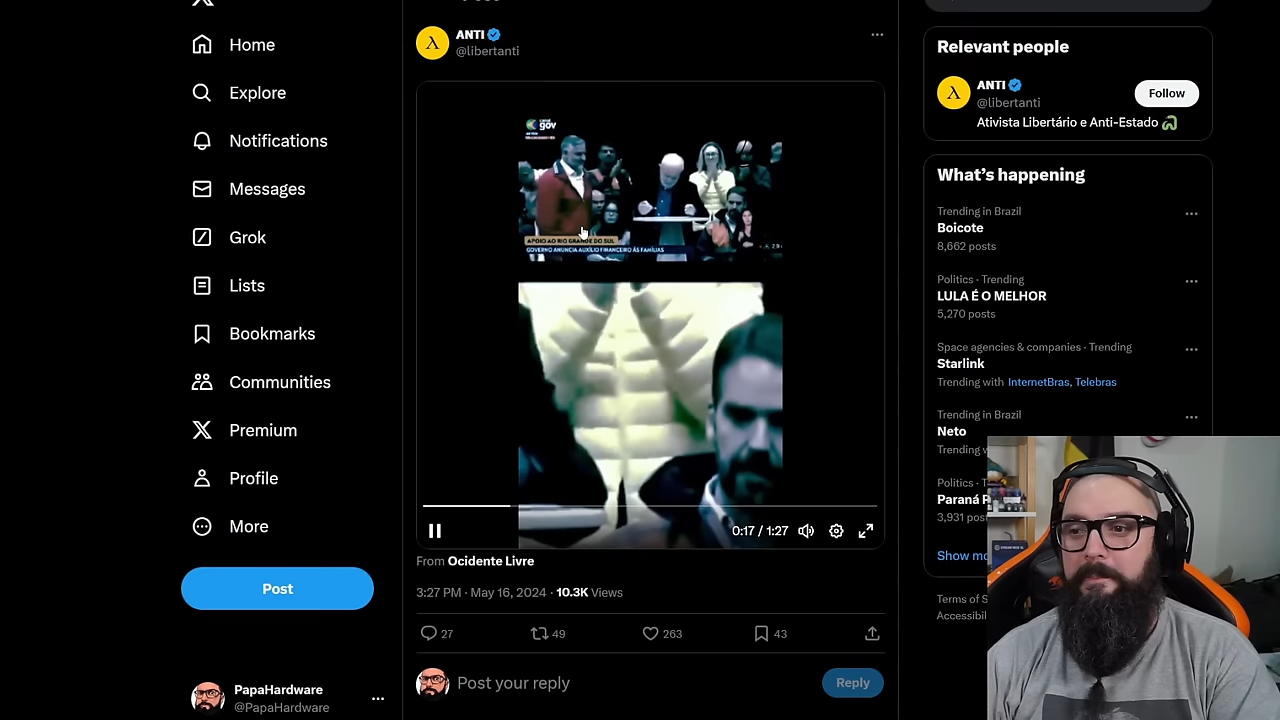 Home
Explore
Notifications
Messages
Grok
Lists
Bookmarks
Communities
Premium
Profile
More
Post
PapaHardware
@PapaHardware
ANTI
@libertanti
gov
APOIO AO RIO GRANDE DO SUL
GOVERNO ANUNCIA AUXÍLIO FINANCEIRO ÀS FAMÍLIAS
0:17 / 1:27
From Ocidente Livre
3:27 PM · May 16, 2024 · 10.3K Views
27
49
263
43
Post your reply
Reply
Relevant people
ANTI
@libertanti
Follow
Ativista Libertário e Anti-Estado
What's happening
Trending in Brazil
Boicote
8,662 posts
Politics · Trending
LULA É O MELHOR
5,270 posts
Space agencies & companies · Trending
Starlink
Trending with InternetBras, Telebras
Trending in Brazil
Neto
Trending
Politics
Paraná
3,931
Show
Terms of